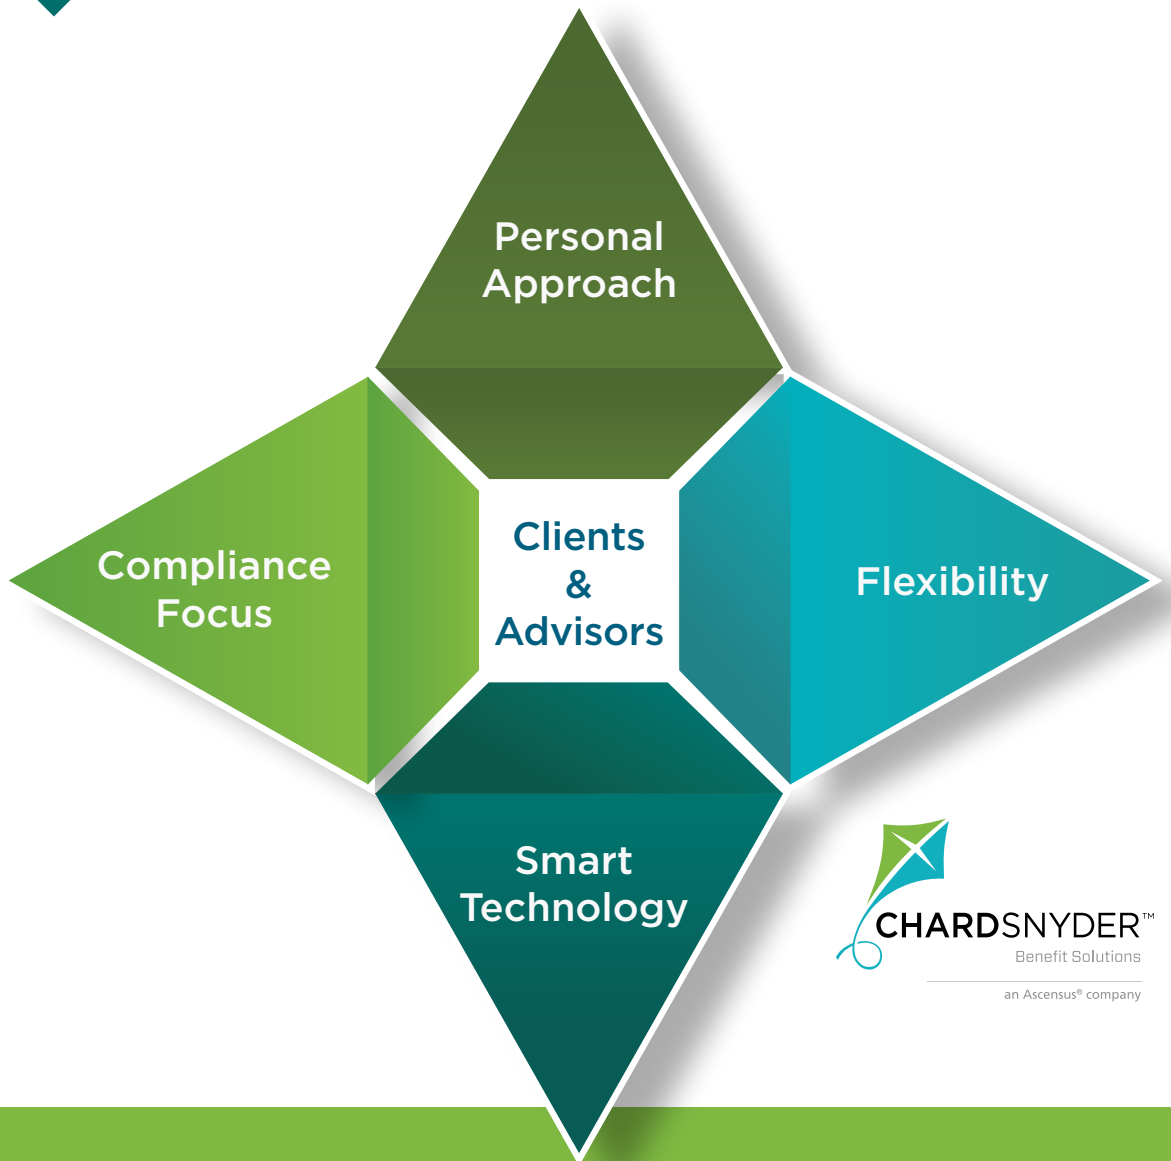 Personal
Approach
Compliance
Focus
Clients
&
Advisors
Flexibility
Smart
Technology
CHARDSNYDER™
Benefit Solutions
an Ascensus® company